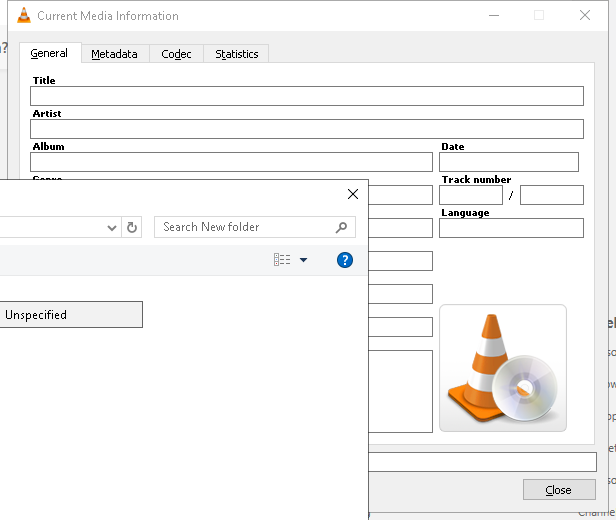 Current Media Information
General Metadata Codec Statistics
Title
Artist
Album Date
Genre Track number
/
Search New folder Language
?
Unspecified
Close
Channe